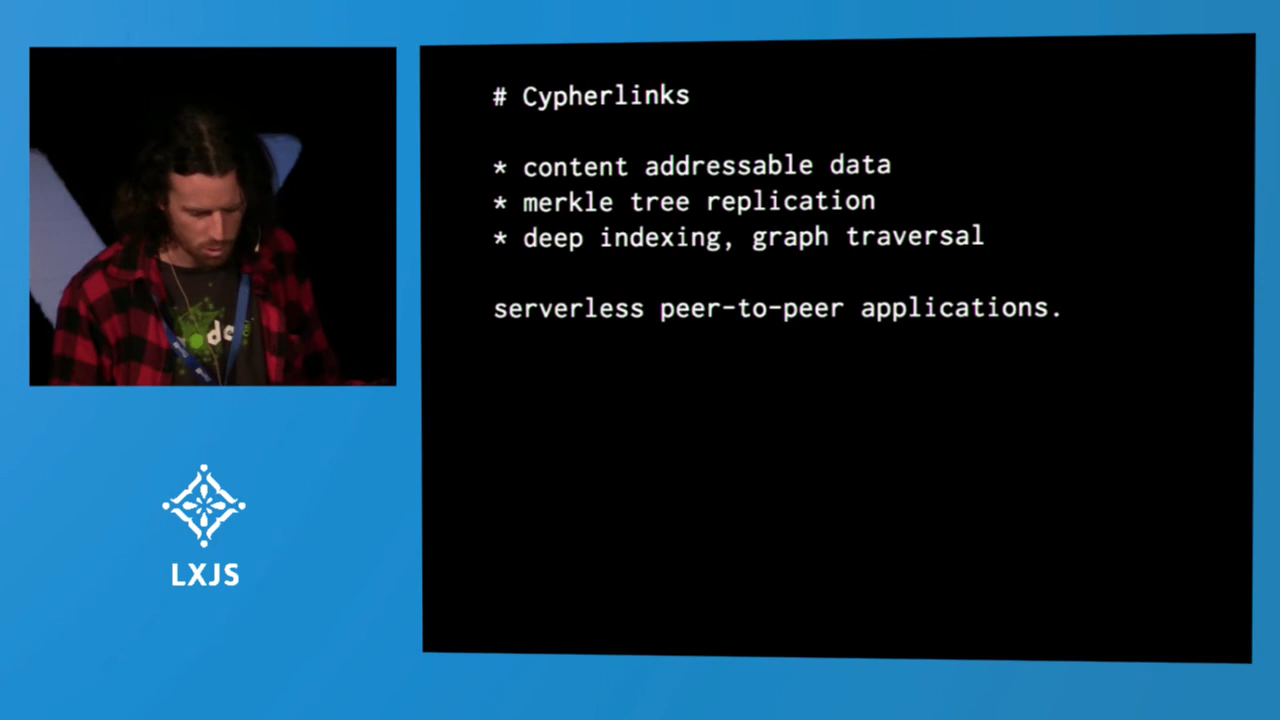 # Cypherlinks
* content addressable data
* merkle tree replication
* deep indexing, graph traversal
serverless peer-to-peer applications.
LXJS